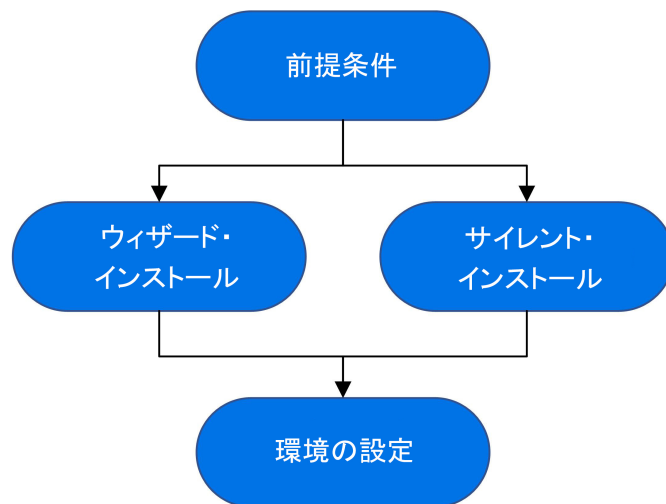 前提条件
ウィザード・
インストール
サイレント・
インストール
環境の設定